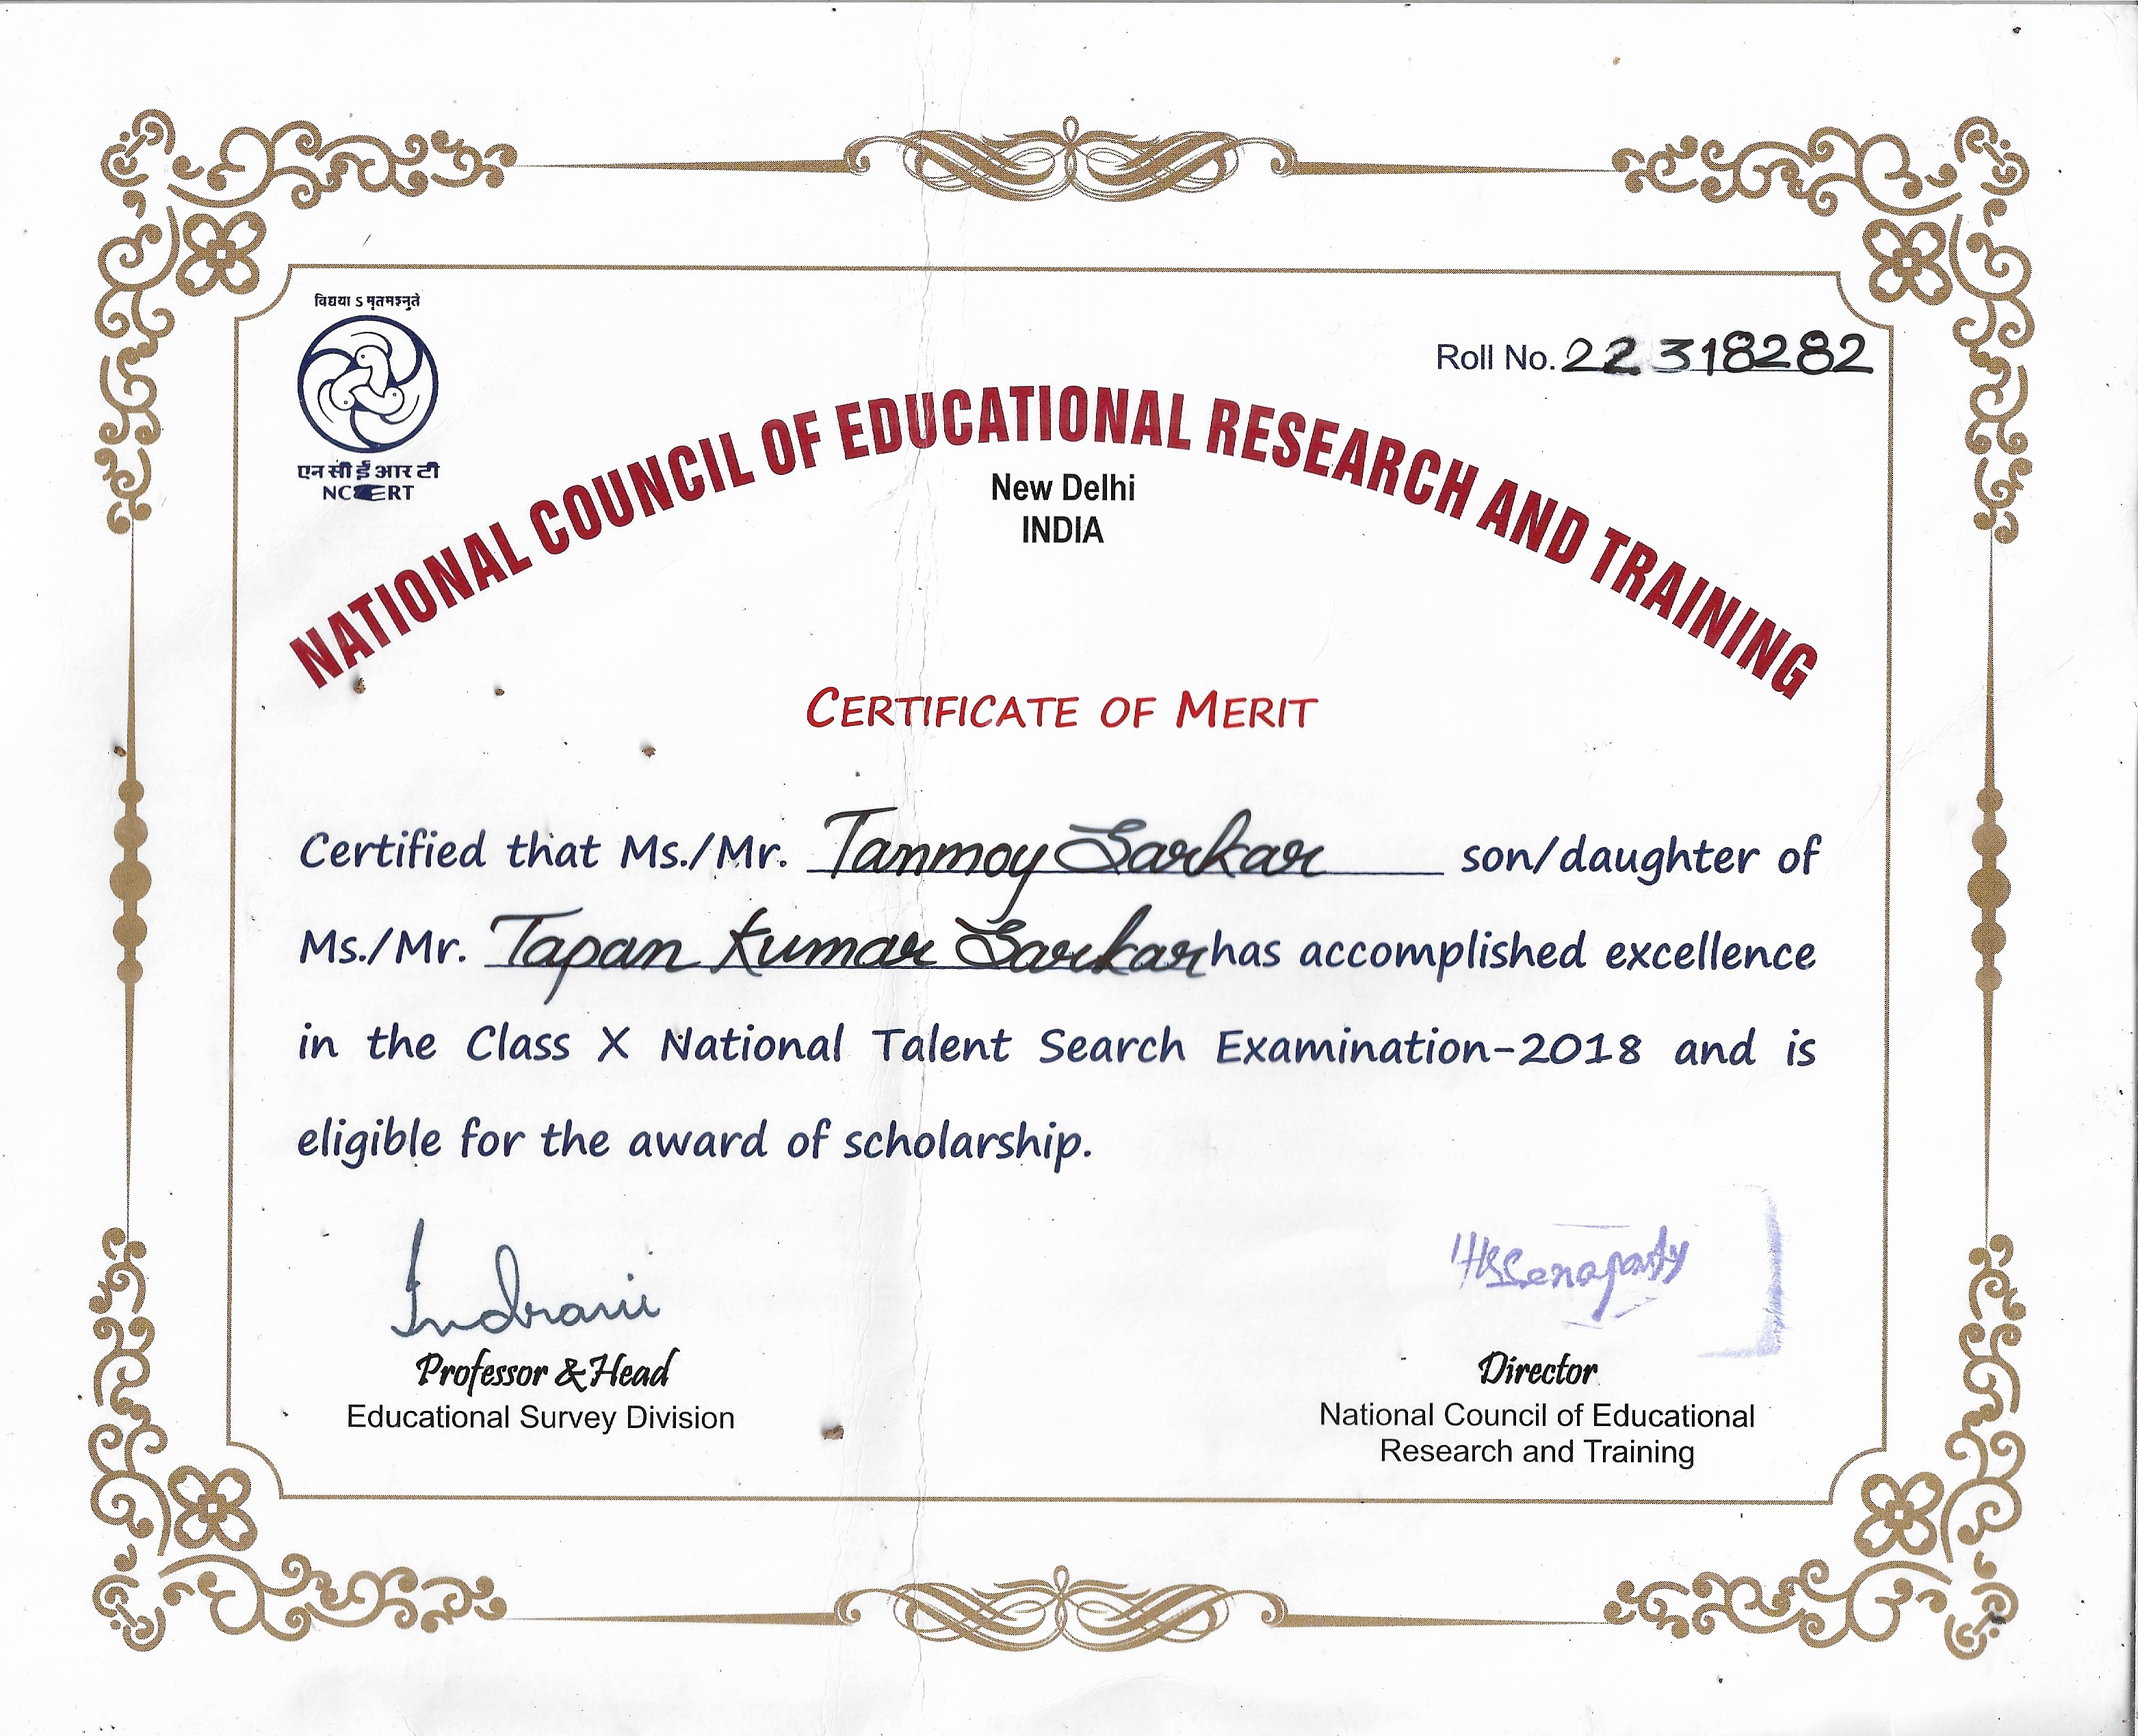 विद्यया ऽ मृतमश्नुते
एन सी ई आर टी
NCERT
Roll No. 22318282
NATIONAL COUNCIL OF EDUCATIONAL RESEARCH AND TRAINING
New Delhi
INDIA
CERTIFICATE OF MERIT
Certified that Ms./Mr. Tanmoy Sarkar son/daughter of
Ms./Mr. Tapan Kumar Sarkar has accomplished excellence
in the Class X National Talent Search Examination-2018 and is
eligible for the award of scholarship.
Indrani
HKSenapaty
Professor & Head
Educational Survey Division
Director
National Council of Educational
Research and Training